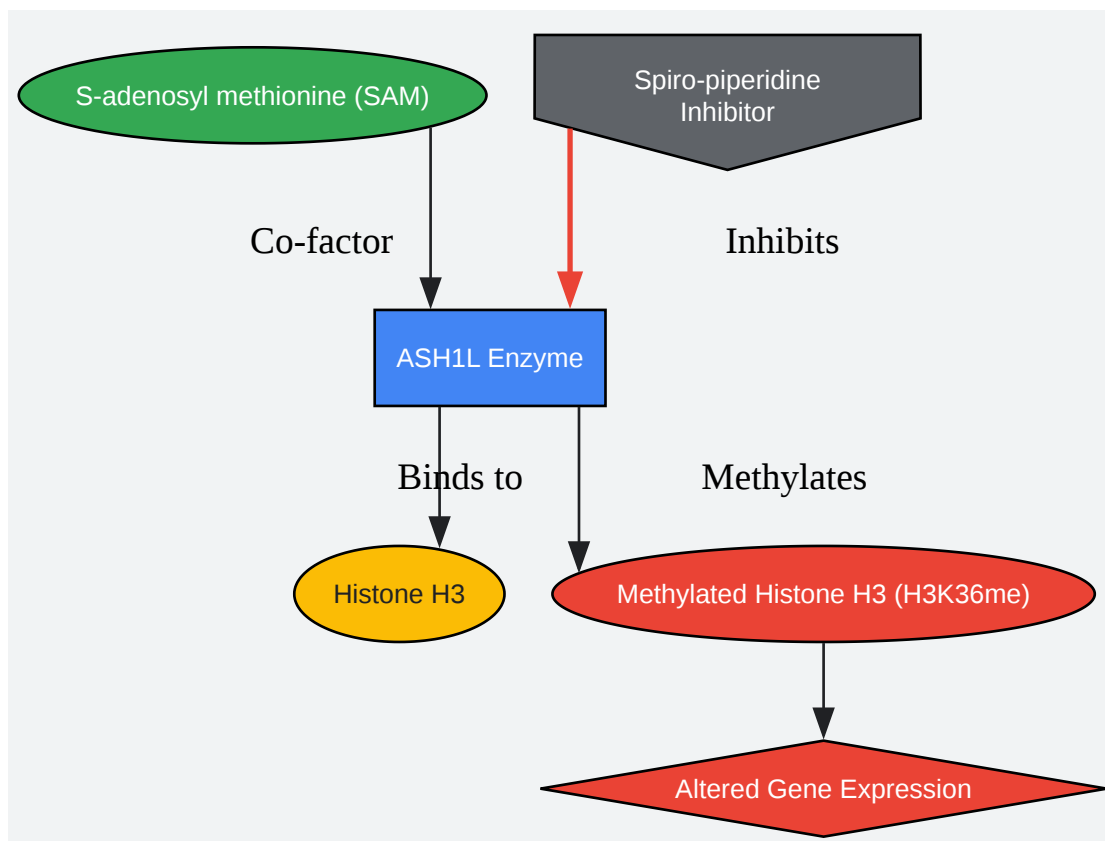 S-adenosyl methionine (SAM)
Spiro-piperidine
Inhibitor
Co-factor
Inhibits
ASH1L Enzyme
Binds to
Methylates
Histone H3
Methylated Histone H3 (H3K36me)
Altered Gene Expression